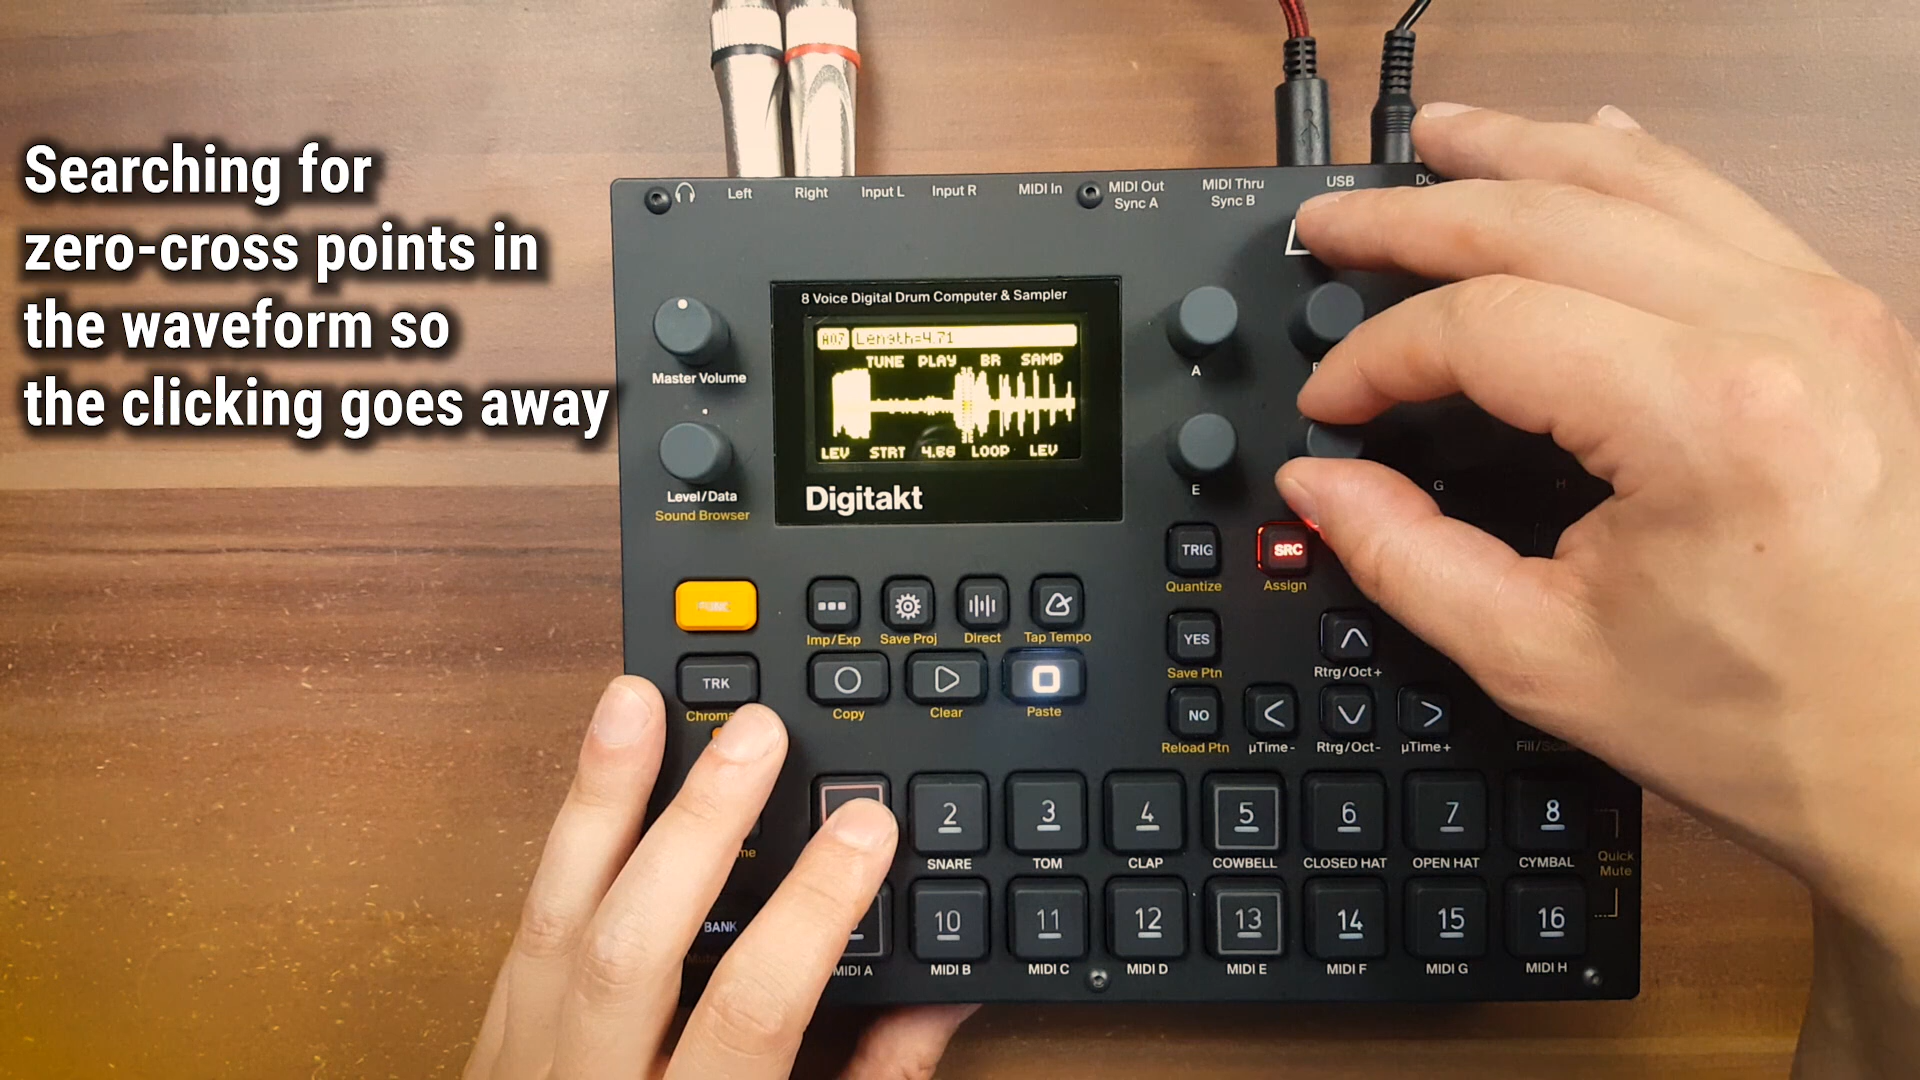 Searching for
zero-cross points in
the waveform so
the clicking goes away
Left Right Input L Input R MIDI In MIDI Out MIDI Thru USB DC
Sync A Sync B
8 Voice Digital Drum Computer & Sampler
A07 Length=4.71
TUNE PLAY BR SAMP
LEV STRT LOOP LEV
Digitakt
Master Volume
Level/Data
Sound Browser
A
E
G
H
TRIG SRC
Quantize Assign
FUNC
Imp/Exp Save Proj Direct Tap Tempo
YES
Save Ptn
Rtrg/Oct+
TRK
Copy Clear Paste
NO
Reload Ptn µTime- Rtrg/Oct- µTime+
2 3 4 5 6 7 8
SNARE TOM CLAP COWBELL CLOSED HAT OPEN HAT CYMBAL
Quick
Mute
BANK
10 11 12 13 14 15 16
MIDI A MIDI B MIDI C MIDI D MIDI E MIDI F MIDI G MIDI H